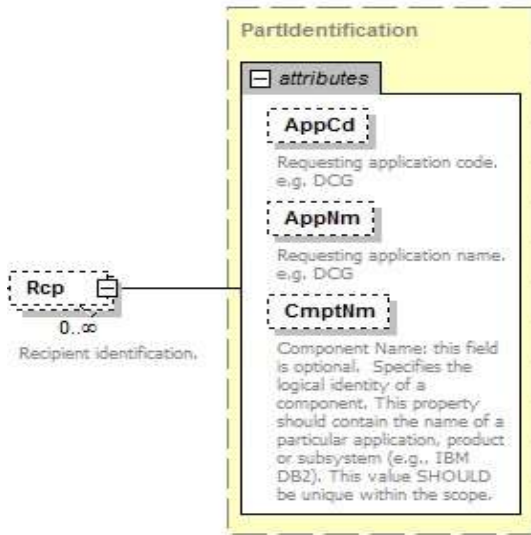 PartIdentification
attributes
AppCd
Requesting application code.
e.g. DCG
AppNm
Requesting application name.
e.g. DCG
Rcp
0..∞
Recipient identification.
CmptNm
Component Name: this field
is optional. Specifies the
logical identity of a
component. This property
should contain the name of a
particular application, product
or subsystem (e.g., IBM
DB2). This value SHOULD
be unique within the scope.